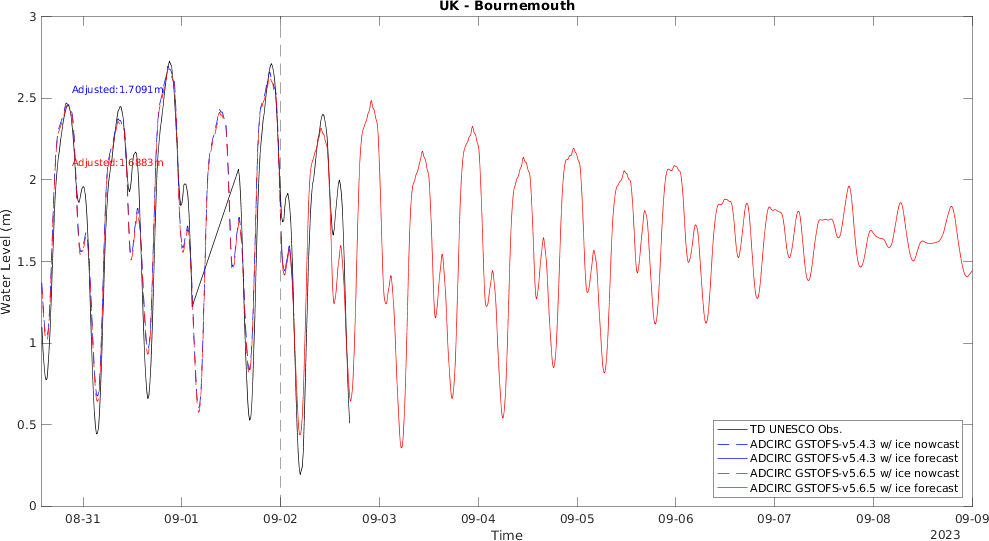 UK - Bournemouth
3
2.5
2
1.5
1
0.5
0
Water Level (m)
Adjusted:1.7091m
Adjusted:1.6883m
TD UNESCO Obs.
ADCIRC GSTOFS-v5.4.3 w/ ice nowcast
ADCIRC GSTOFS-v5.4.3 w/ ice forecast
ADCIRC GSTOFS-v5.6.5 w/ ice nowcast
ADCIRC GSTOFS-v5.6.5 w/ ice forecast
08-31 09-01 09-02 09-03 09-04 09-05 09-06 09-07 09-08 09-09
Time
2023